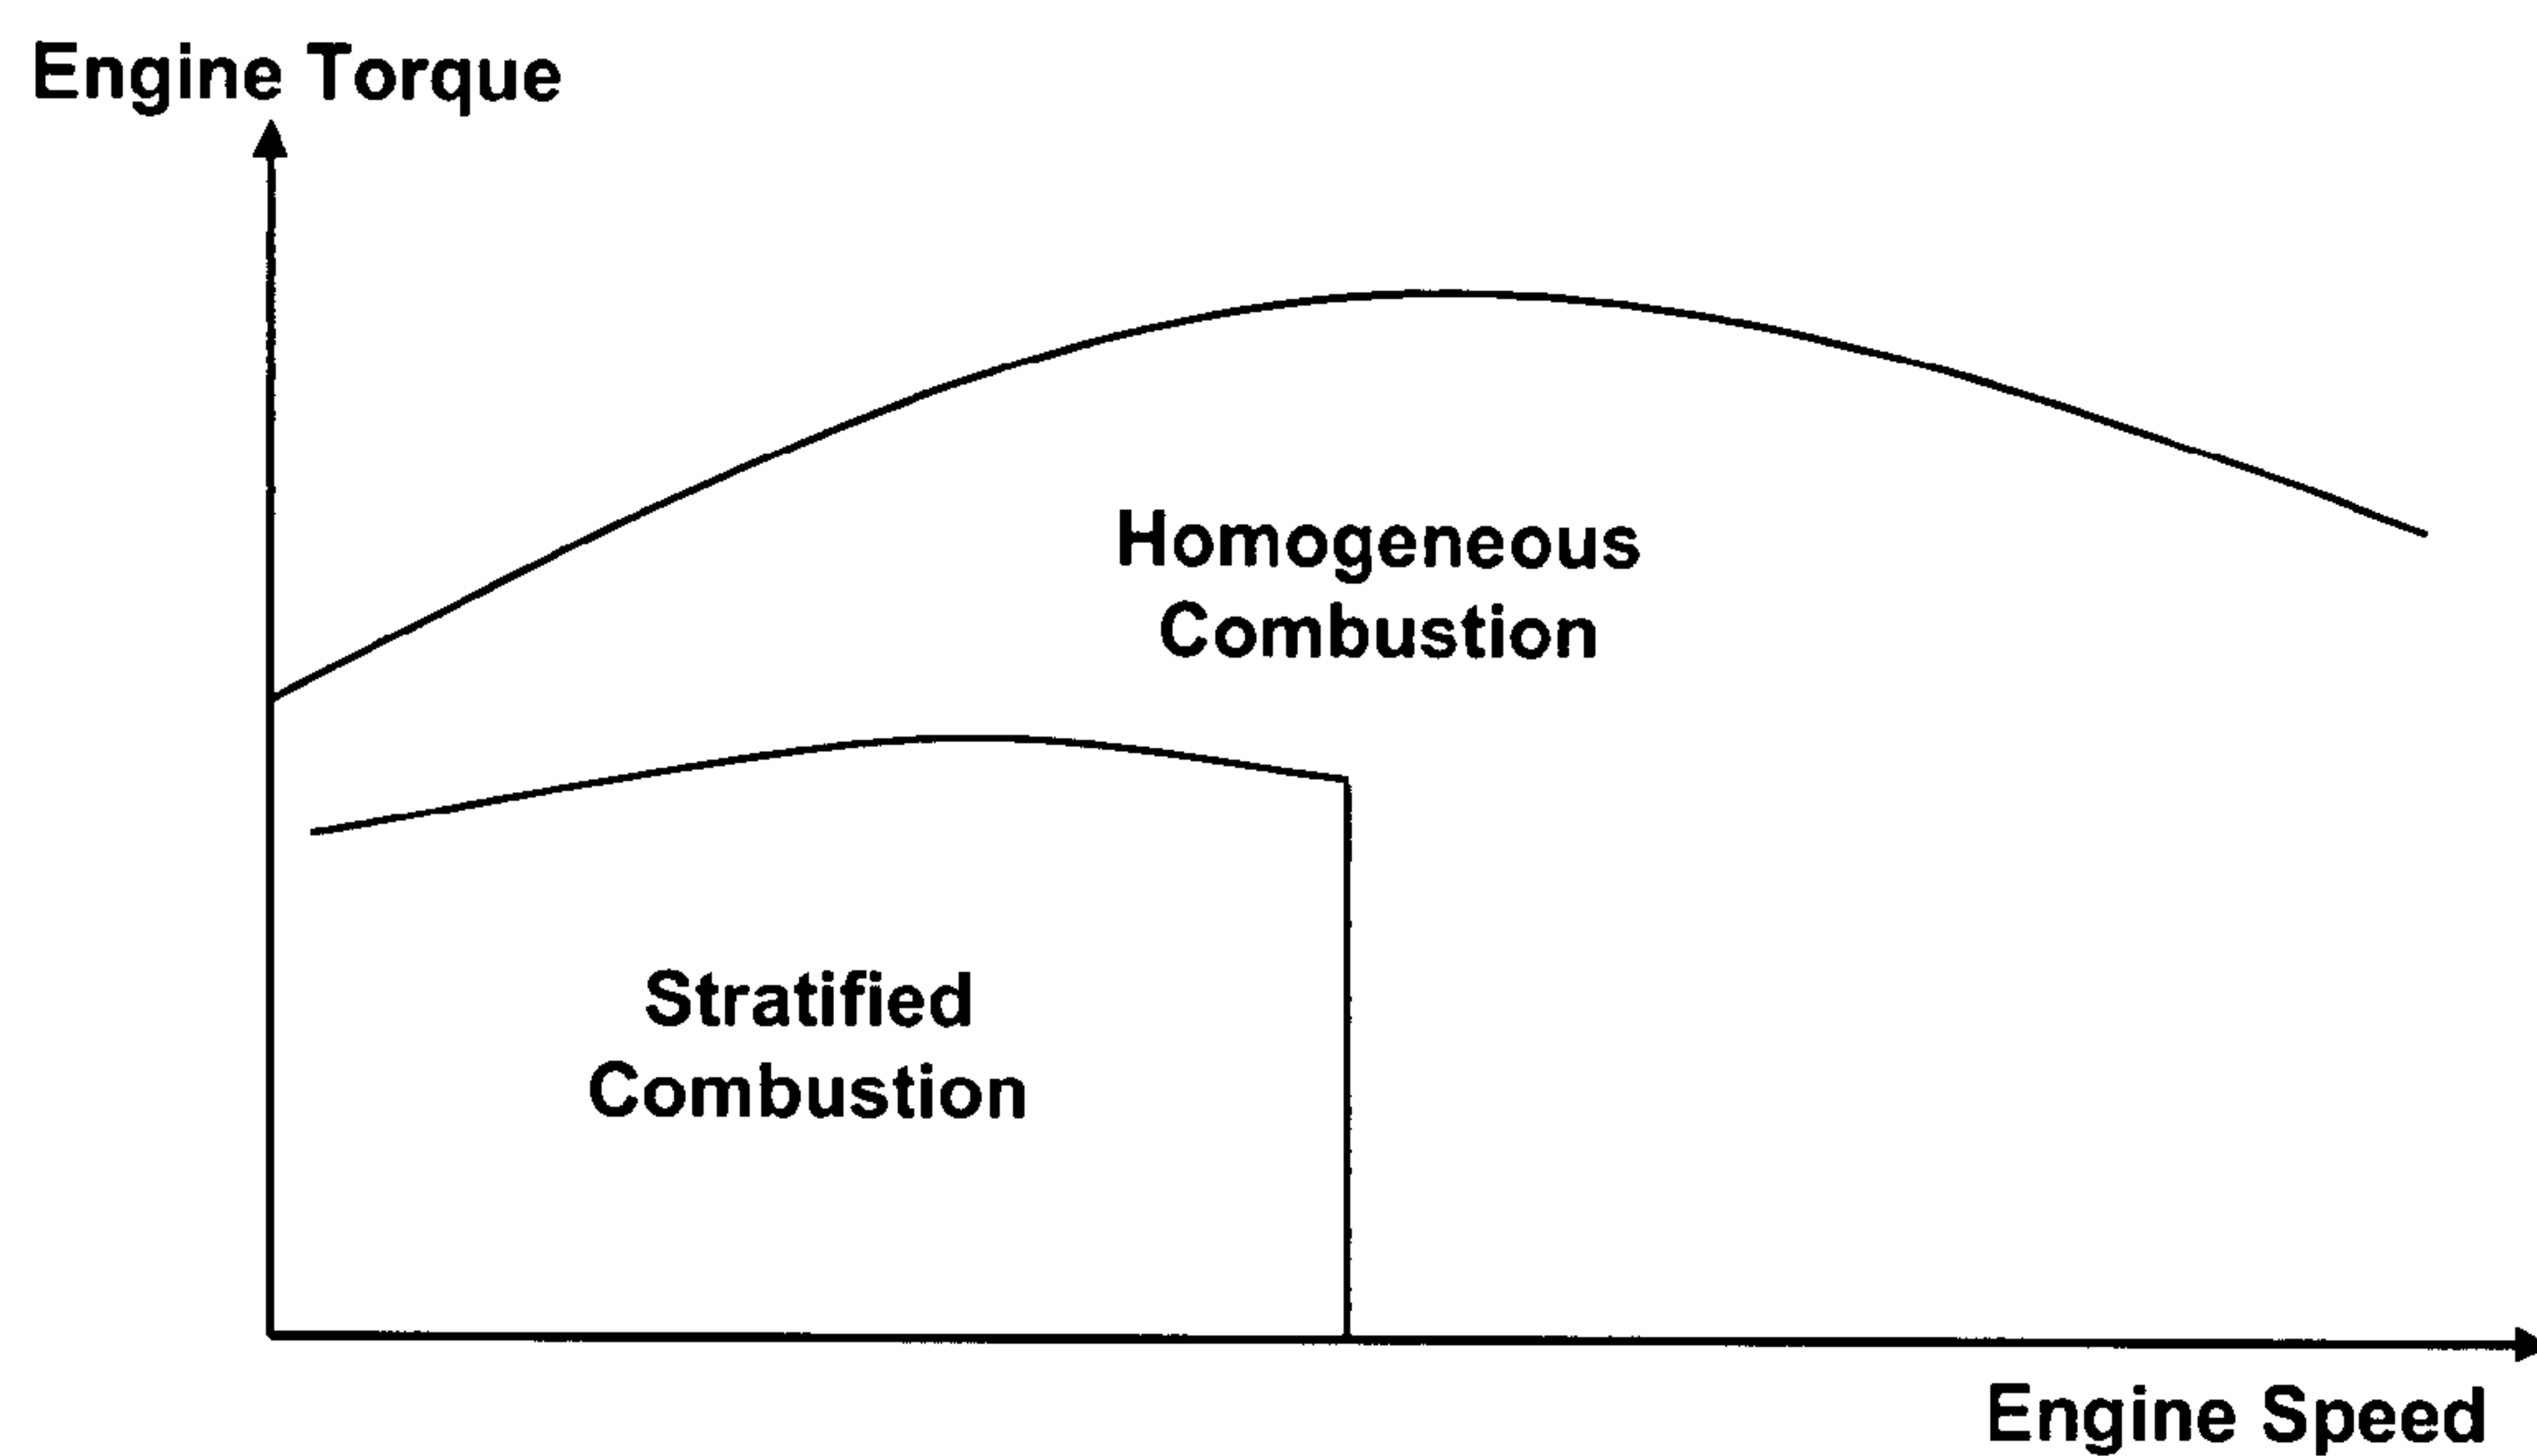 Engine Torque
Homogeneous
Combustion
Stratified
Combustion
Engine Speed